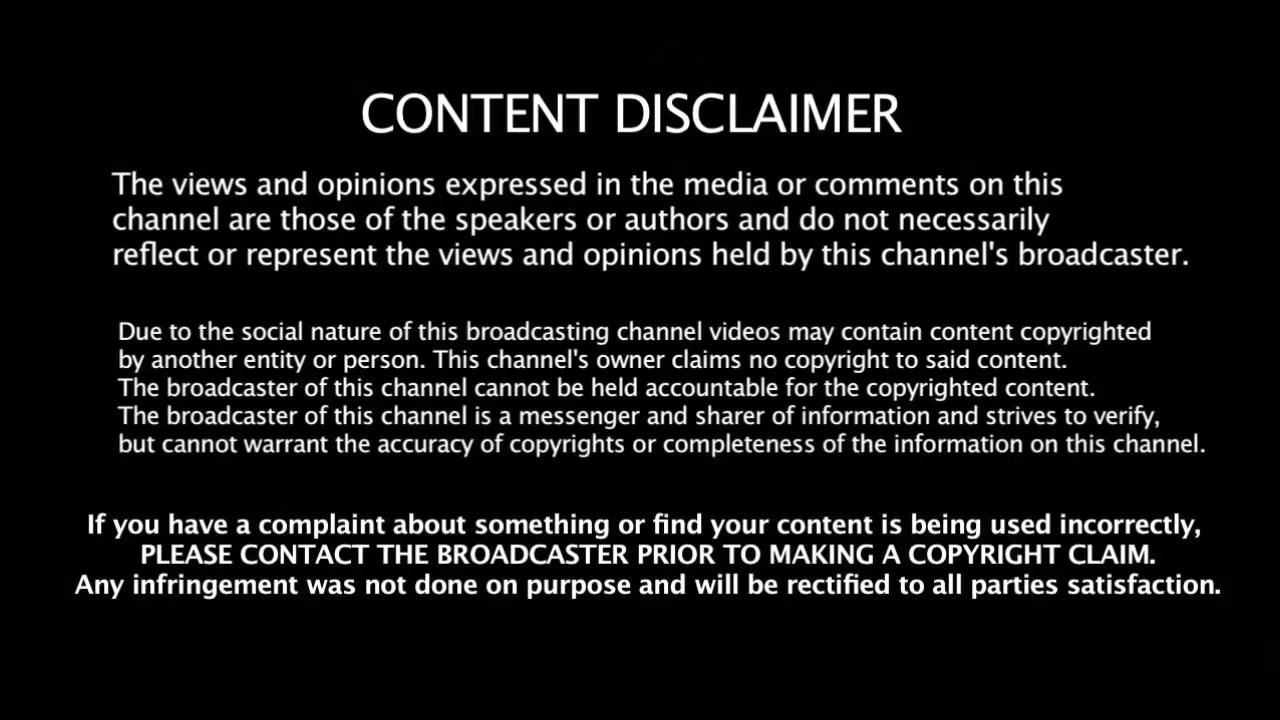 CONTENT DISCLAIMER
The views and opinions expressed in the media or comments on this
channel are those of the speakers or authors and do not necessarily
reflect or represent the views and opinions held by this channel's broadcaster.
Due to the social nature of this broadcasting channel videos may contain content copyrighted
by another entity or person. This channel's owner claims no copyright to said content.
The broadcaster of this channel cannot be held accountable for the copyrighted content.
The broadcaster of this channel is a messenger and sharer of information and strives to verify,
but cannot warrant the accuracy of copyrights or completeness of the information on this channel.
If you have a complaint about something or find your content is being used incorrectly,
PLEASE CONTACT THE BROADCASTER PRIOR TO MAKING A COPYRIGHT CLAIM.
Any infringement was not done on purpose and will be rectified to all parties satisfaction.